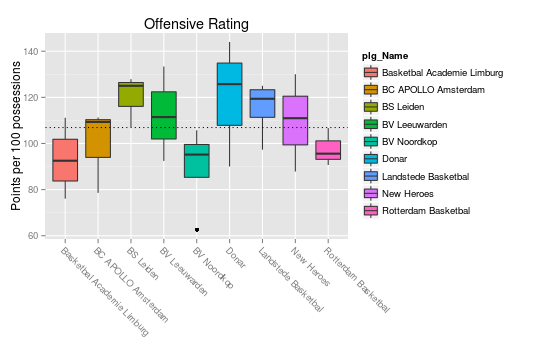 Offensive Rating
Points per 100 possessions
140
120
100
80
60
Basketbal Academie Limburg
BC APOLLO Amsterdam
BS Leiden
BV Leeuwarden
BV Noordkop
Donar
Landstede Basketbal
New Heroes
Rotterdam Basketbal
plg_Name
Basketbal Academie Limburg
BC APOLLO Amsterdam
BS Leiden
BV Leeuwarden
BV Noordkop
Donar
Landstede Basketbal
New Heroes
Rotterdam Basketbal